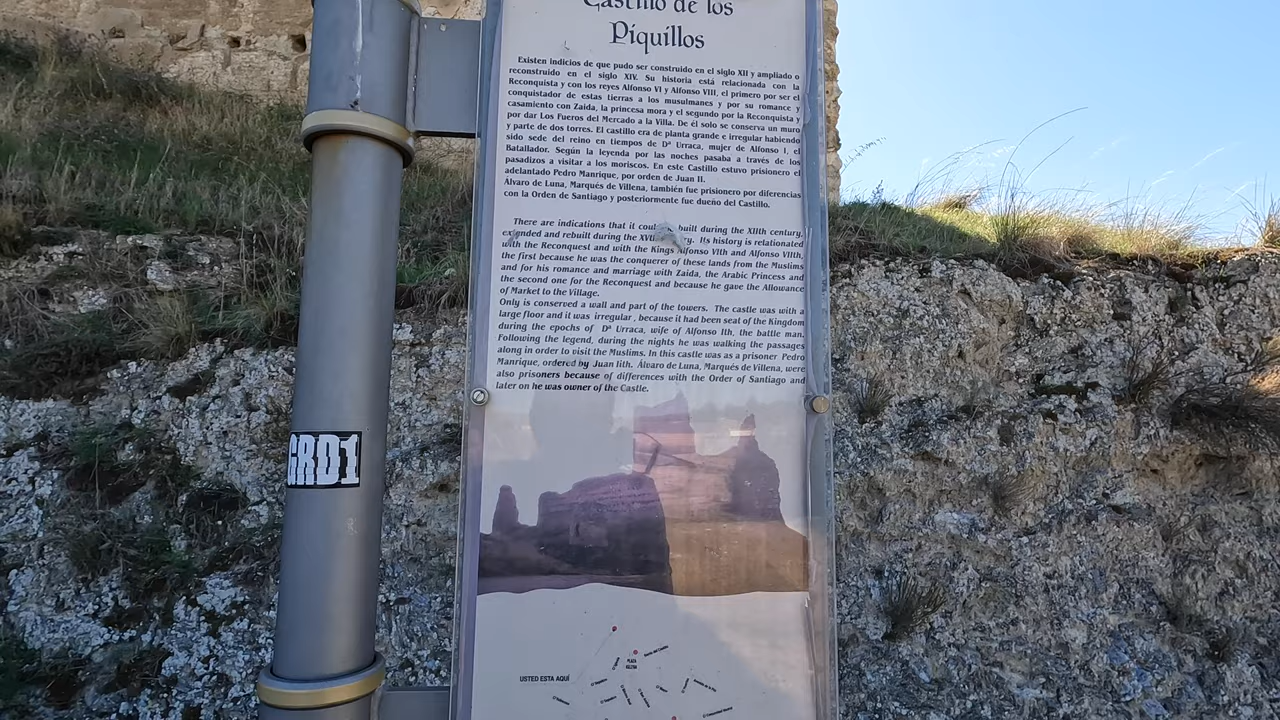 Castillo de los
Piquillos
Existen indicios de que pudo ser construido en el siglo XII y ampliado o
reconstruido en el siglo XIV. Su historia está relacionada con la
Reconquista y con los reyes Alfonso VI y Alfonso VIII, el primero por ser el
conquistador de estas tierras a los musulmanes y por su romance y
casamiento con Zaida, la princesa mora y el segundo por la Reconquista y
por dar Los Fueros del Mercado a la Villa. De él solo se conserva un muro
y parte de dos torres. El castillo era de planta grande e irregular habiendo
sido sede del reino en tiempos de Dª Urraca, mujer de Alfonso I, el
Batallador. Según la leyenda por las noches pasaba a través de los
pasadizos a visitar a los moriscos. En este Castillo estuvo prisionero el
adelantado Pedro Manrique, por orden de Juan II.
Álvaro de Luna, Marqués de Villena, también fue prisionero por diferencias
con la Orden de Santiago y posteriormente fue dueño del Castillo.
There are indications that it could built during the XIIth century,
extended and rebuilt during the Its history is relationated
with the Reconquest and with the Kings Alfonso VIth and Alfonso VIIth,
the first because he was the conquerer of these lands from the Muslims
and for his romance and marriage with Zaida, the Arabic Princess and
the second one for the Reconquest and because he gave the Allowance
of Market to the Village.
Only is conserved a wall and part of the towers. The castle was with a
large floor and it was irregular, because it had been seat of the Kingdom
during the epochs of Dª Urraca, wife of Alfonso Ith, the battle man.
Following the legend, during the nights he was walking the passages
along in order to visit the Muslims. In this castle was as a prisoner Pedro
Manrique, ordered by Juan IIth. Álvaro de Luna, Marqués de Villena, were
also prisoners because of differences with the Order of Santiago and
later on he was owner of the Castle.
GRD1
PLAZA
USTED ESTA AQUÍ